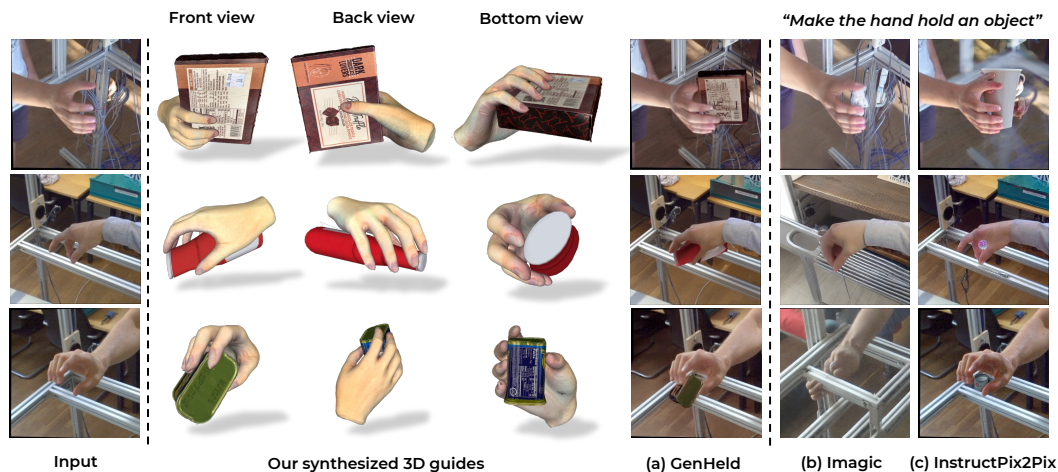 Front view
Back view
Bottom view
“Make the hand hold an object”
DARK
Input
Our synthesized 3D guides
(a) GenHeld
(b) Imagic
(c) InstructPix2Pix